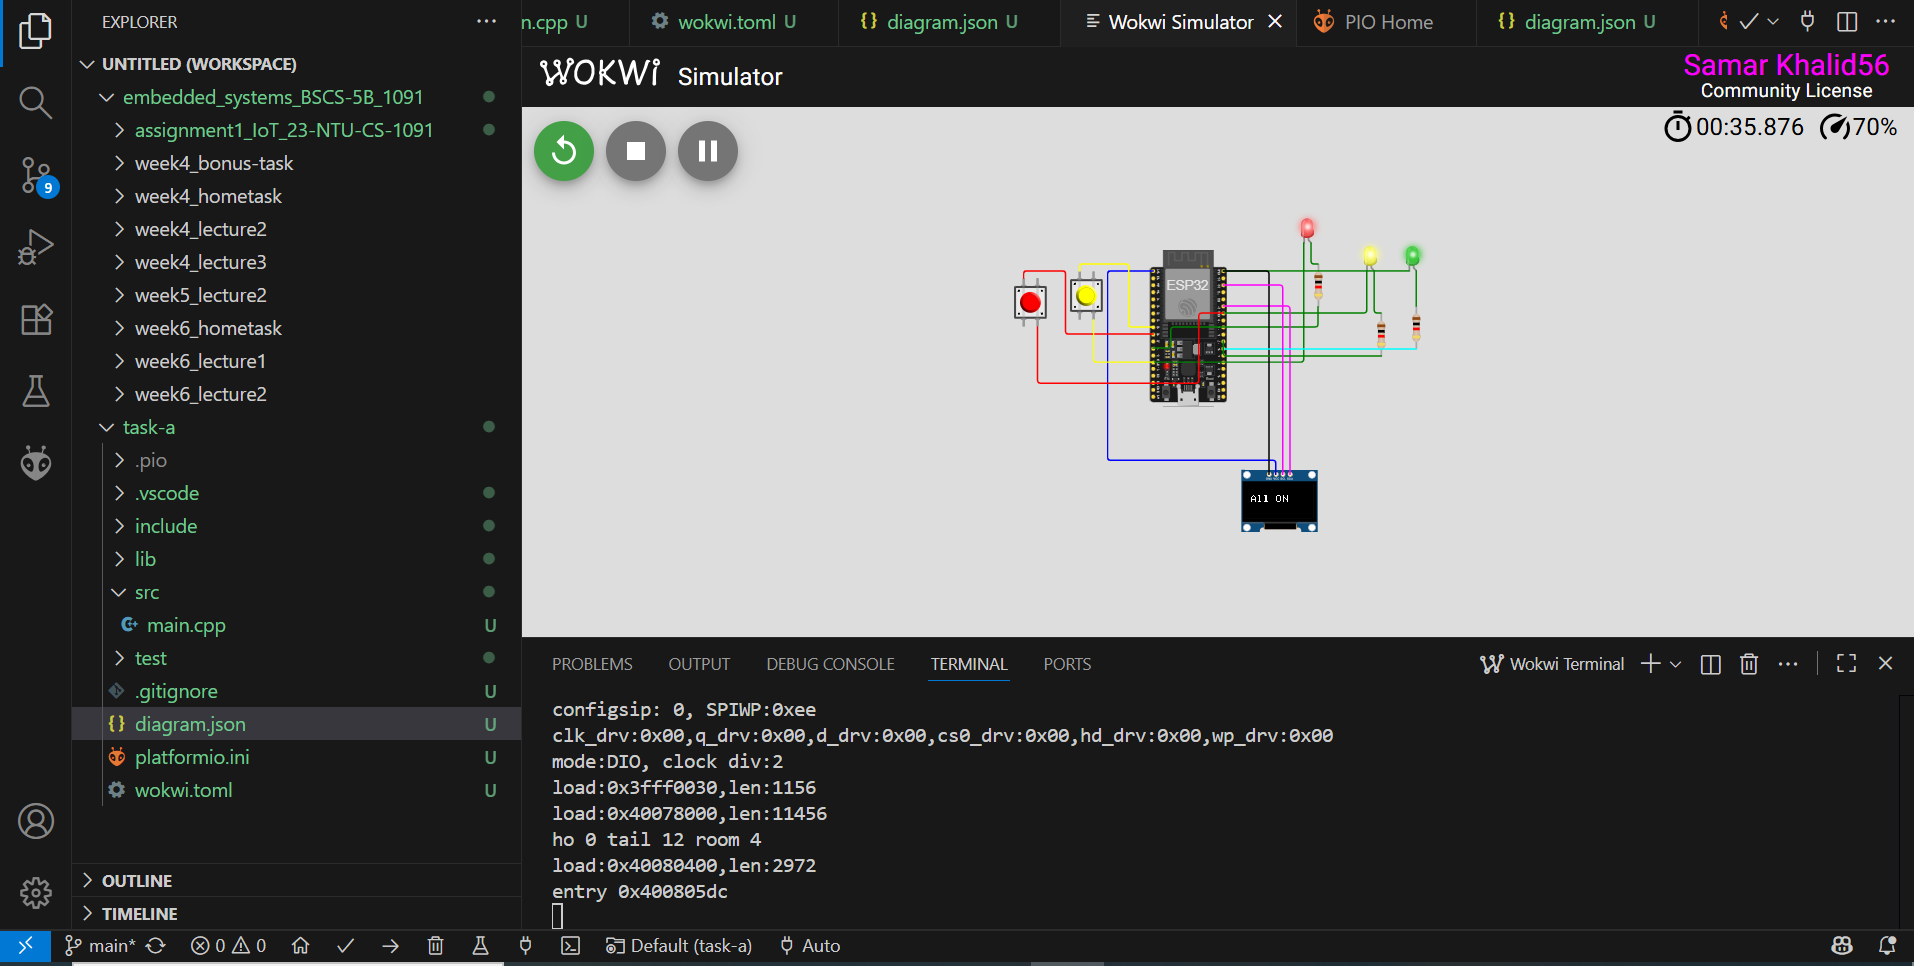 EXPLORER
n.cpp U
wokwi.toml U
{} diagram.json U
Wokwi Simulator
PIO Home
{} diagram.json U
UNTITLED (WORKSPACE)
embedded_systems_BSCS-5B_1091
assignment1_IoT_23-NTU-CS-1091
week4_bonus-task
week4_hometask
week4_lecture2
week4_lecture3
week5_lecture2
week6_hometask
week6_lecture1
week6_lecture2
task-a
.pio
.vscode
include
lib
src
main.cpp U
test
.gitignore U
{} diagram.json U
platformio.ini U
wokwi.toml U
OUTLINE
TIMELINE
9
WOKWi Simulator
Samar Khalid56
Community License
00:35.876 70%
ESP32
All ON
PROBLEMS OUTPUT DEBUG CONSOLE TERMINAL PORTS
Wokwi Terminal
configsip: 0, SPIWP:0xee
clk_drv:0x00,q_drv:0x00,d_drv:0x00,cs0_drv:0x00,hd_drv:0x00,wp_drv:0x00
mode:DIO, clock div:2
load:0x3fff0030,len:1156
load:0x40078000,len:11456
ho 0 tail 12 room 4
load:0x40080400,len:2972
entry 0x400805dc
main* 0 0 Default (task-a) Auto